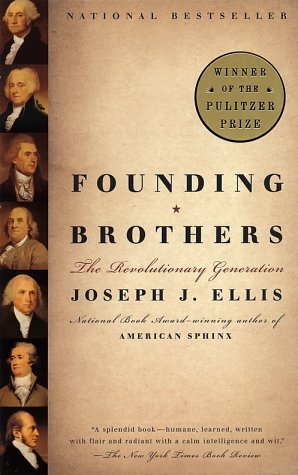 NATIONAL BESTSELLER
WINNER
OF THE
PULITZER
PRIZE
FOUNDING
BROTHERS
The Revolutionary Generation
JOSEPH J. ELLIS
National Book Award–winning author of
AMERICAN SPHINX
"A splendid book—humane, learned, written
with flair and radiant with a calm intelligence and wit."
—The New York Times Book Review